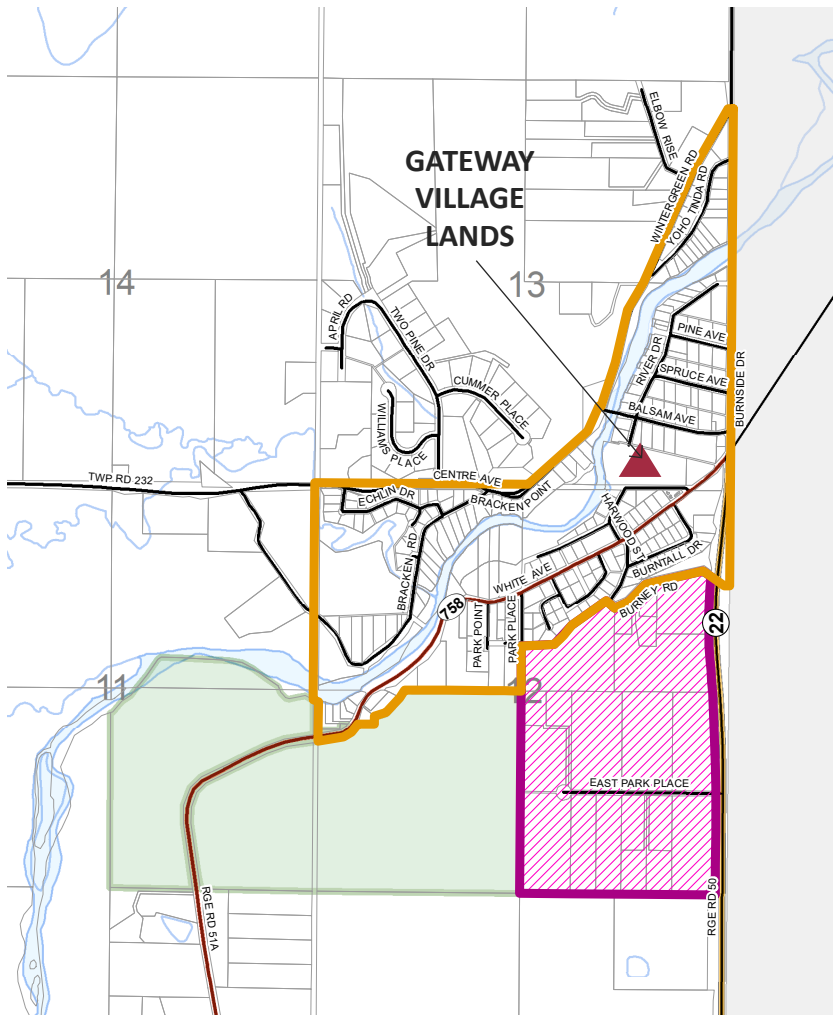 ELBOW RISE
GATEWAY
VILLAGE
LANDS
WINTERGREEN RD
YOHO TINDA RD
14
13
APRIL RD
TWO PINE DR
PINE AVE
RIVER DR
SPRUCE AVE
BURNSIDE DR
CUMMER PLACE
BALSAM AVE
WILLIAMS PLACE
TWP RD 232
CENTRE AVE
ECHLIN DR
BRACKEN POINT
HARWOOD ST
BRACKEN RD
WHITE AVE
BURNTALL DR
BURNEY RD
758
22
PARK POINT
PARK PLACE
11
12
EAST PARK PLACE
RGE RD 51A
RGE RD 50